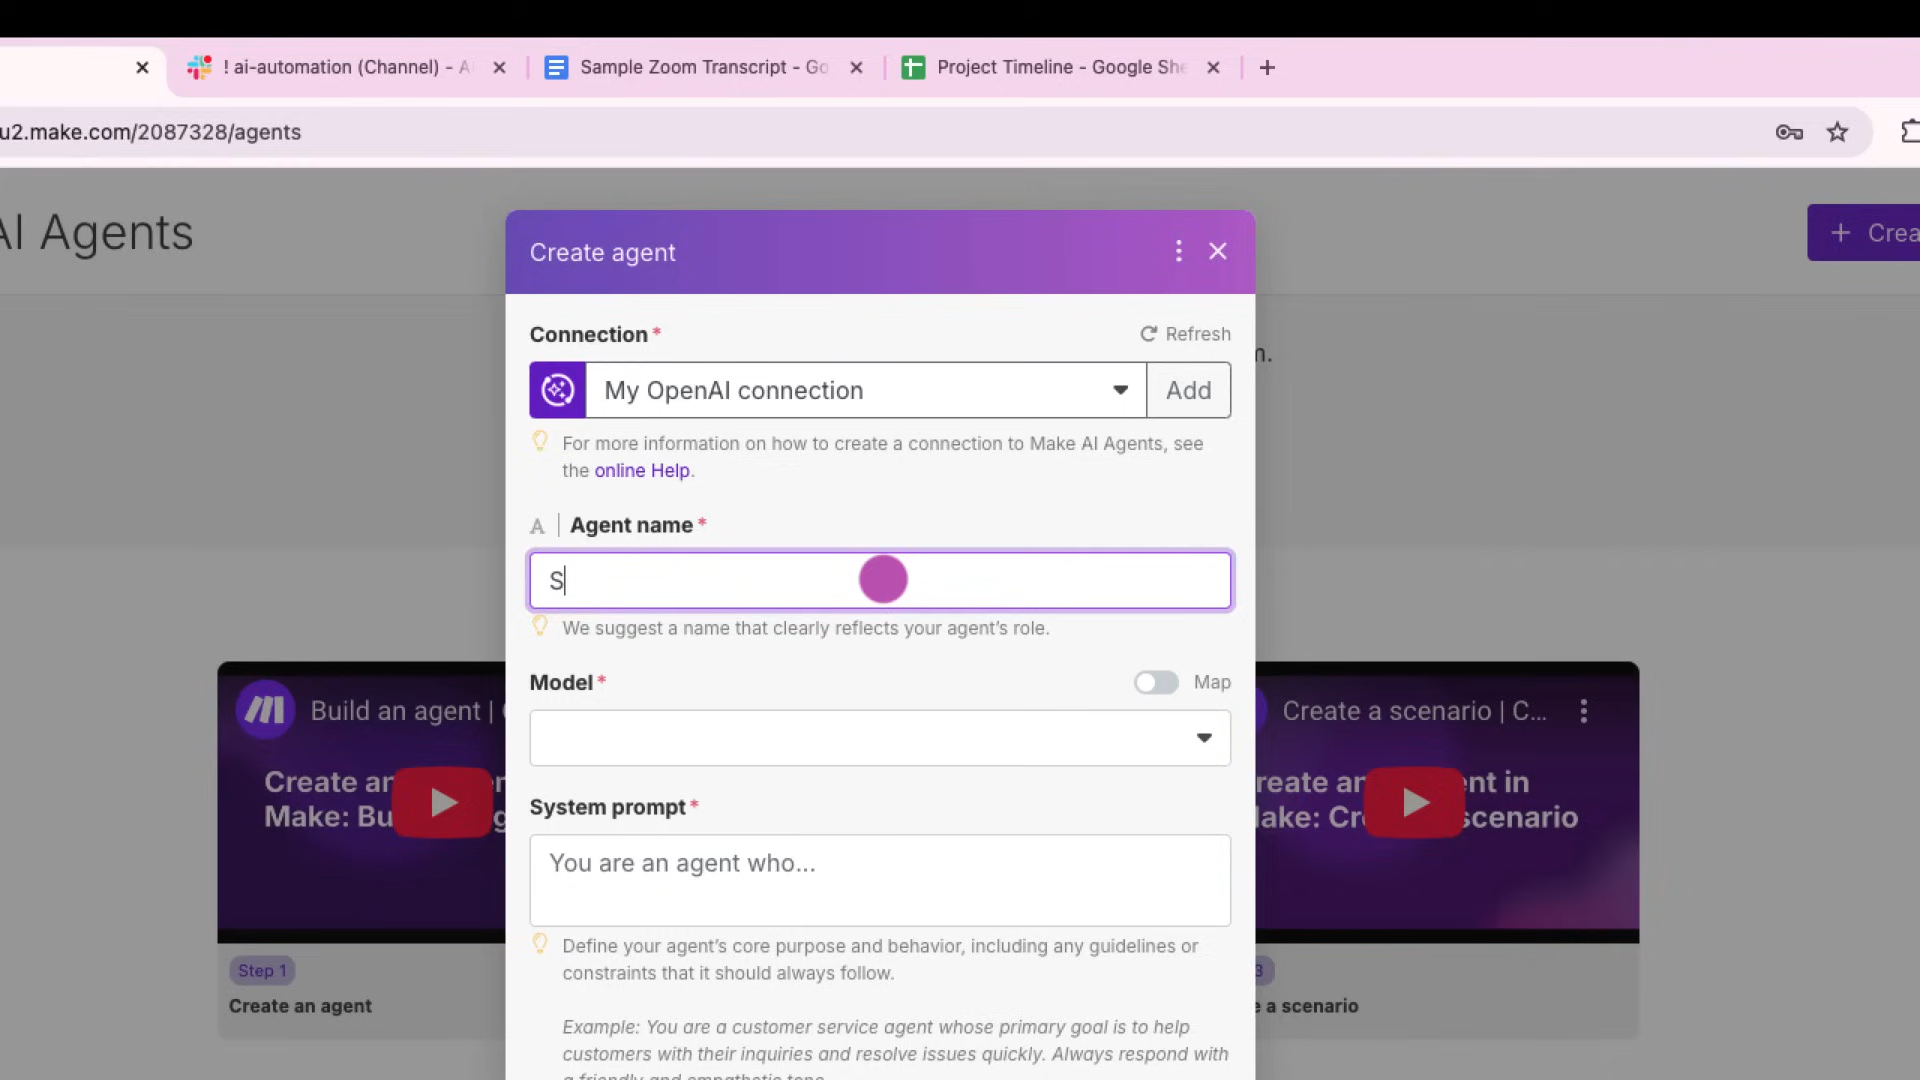 ! ai-automation (Channel) - A
Sample Zoom Transcript - Go
Project Timeline - Google She
u2.make.com/2087328/agents
AI Agents
Crea
Create agent
Connection *
Refresh
n.
My OpenAI connection
Add
For more information on how to create a connection to Make AI Agents, see
the online Help.
A
Agent name *
S
We suggest a name that clearly reflects your agent's role.
Model *
Map
Build an agent |
Create a scenario | C...
Create an
Make: Bu
reate an
nt in
lake: Cr
scenario
System prompt *
You are an agent who...
Define your agent's core purpose and behavior, including any guidelines or
constraints that it should always follow.
Step 1
3
Create an agent
e a scenario
Example: You are a customer service agent whose primary goal is to help
customers with their inquiries and resolve issues quickly. Always respond with
a friendly and empathetic tone